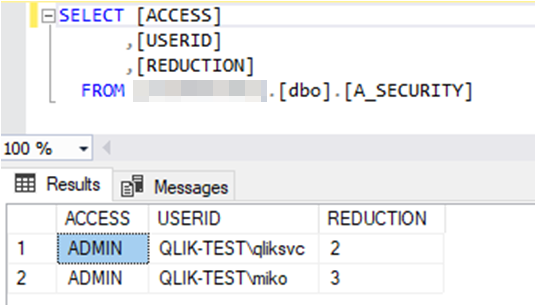 SELECT [ACCESS]
,[USERID]
,[REDUCTION]
FROM .[dbo].[A_SECURITY]
100 %
Results Messages
ACCESS USERID REDUCTION
1 ADMIN QLIK-TEST\qliksvc 2
2 ADMIN QLIK-TEST\miko 3